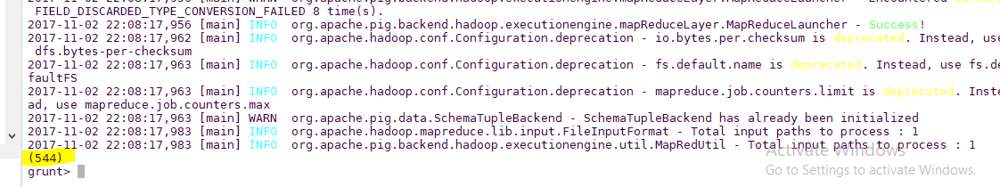 FIELD_DISCARDED_TYPE_CONVERSION_FAILED 8 time(s).
2017-11-02 22:08:17,956 [main] INFO  org.apache.pig.backend.hadoop.executionengine.mapReduceLayer.MapReduceLauncher - Success!
2017-11-02 22:08:17,962 [main] INFO  org.apache.hadoop.conf.Configuration.deprecation - io.bytes.per.checksum is deprecated. Instead, use
dfs.bytes-per-checksum
2017-11-02 22:08:17,963 [main] INFO  org.apache.hadoop.conf.Configuration.deprecation - fs.default.name is deprecated. Instead, use fs.de
faultFS
2017-11-02 22:08:17,963 [main] INFO  org.apache.hadoop.conf.Configuration.deprecation - mapreduce.job.counters.limit is deprecated. Inste
ad, use mapreduce.job.counters.max
2017-11-02 22:08:17,963 [main] WARN  org.apache.pig.data.SchemaTupleBackend - SchemaTupleBackend has already been initialized
2017-11-02 22:08:17,983 [main] INFO  org.apache.hadoop.mapreduce.lib.input.FileInputFormat - Total input paths to process : 1
2017-11-02 22:08:17,983 [main] INFO  org.apache.pig.backend.hadoop.executionengine.util.MapRedUtil - Total input paths to process : 1
(544)
grunt>
Activate Windows
Go to Settings to activate Windows.